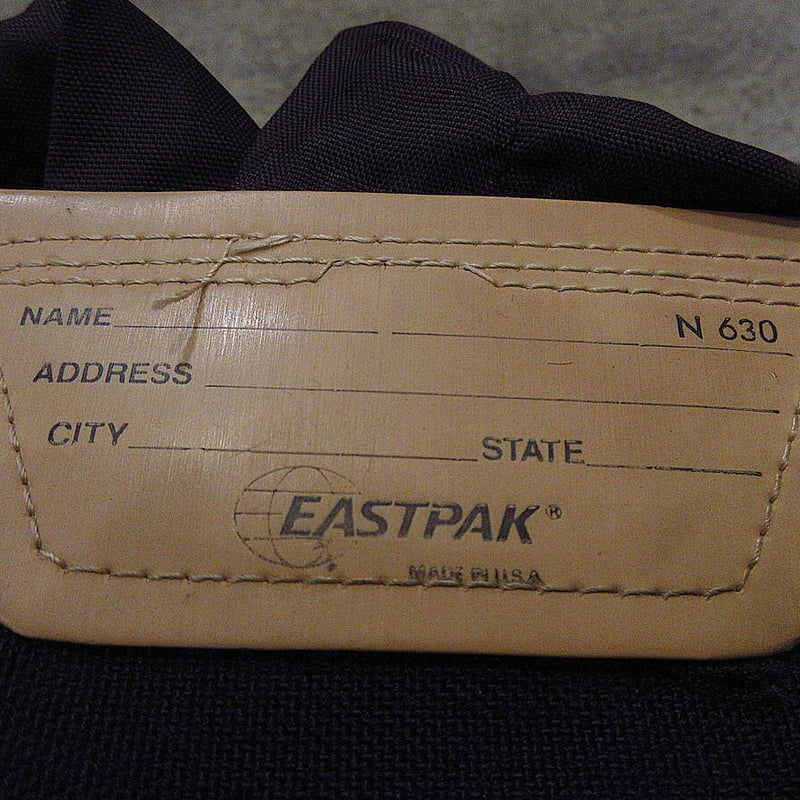 NAME N 630
ADDRESS
CITY STATE
EASTPAK®
MADE IN U.S.A